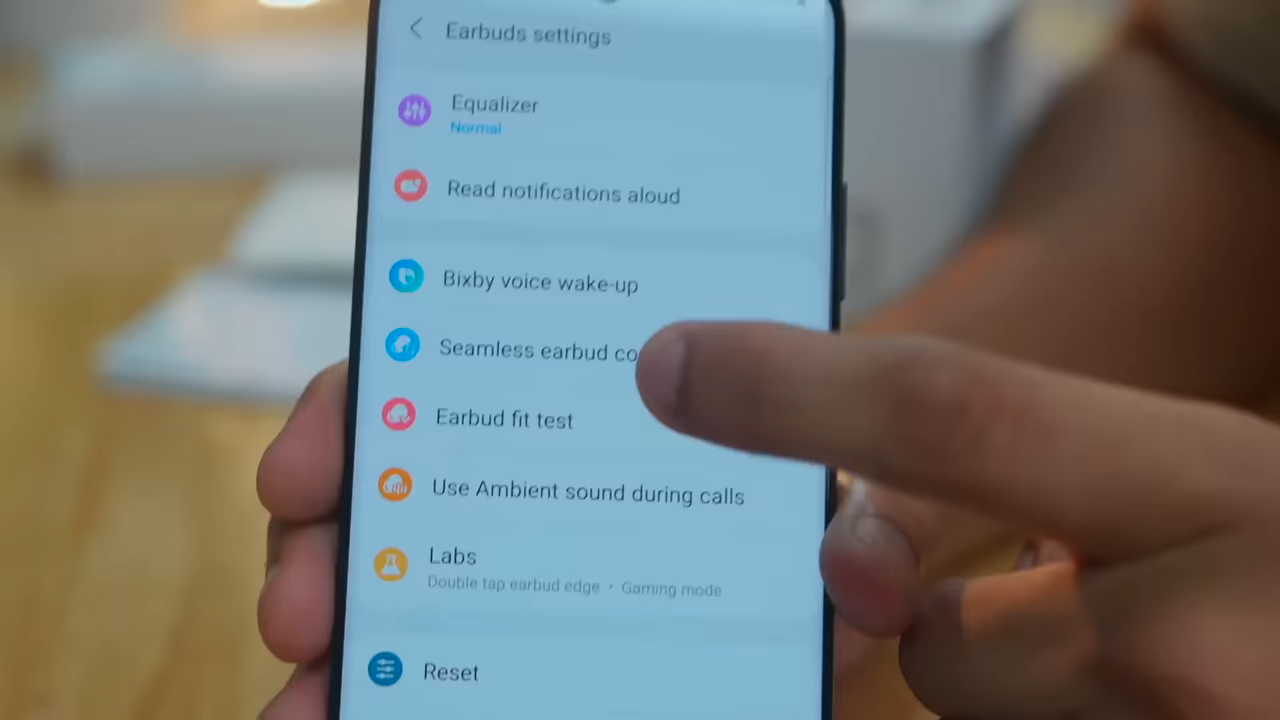 Earbuds settings
Equalizer
Normal
Read notifications aloud
Bixby voice wake-up
Seamless earbud co
Earbud fit test
Use Ambient sound during calls
Labs
Double tap earbud edge • Gaming mode
Reset